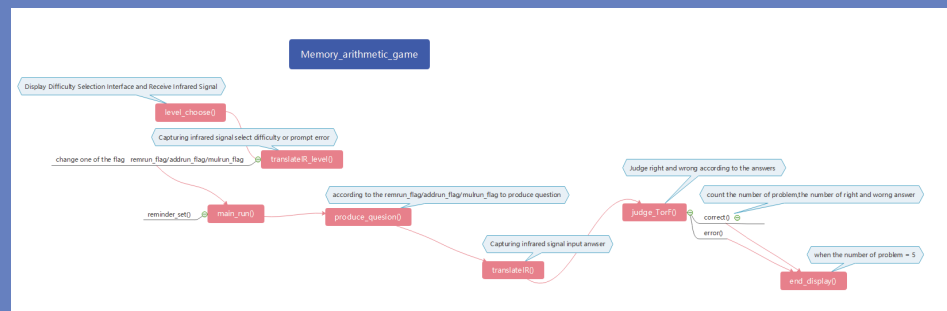 Memory_arithmetic_game
Display Difficulty Selection Interface and Receive Infrared Signal
level_choose()
Capturing infrared signal select difficulty or prompt error
change one of the flag remrun_flag/addrun_flag/mulrun_flag
translateIR_level()
Judge right and wrong according to the answers
according to the remrun_flag/addrun_flag/mulrun_flag to produce question
count the number of problem,the number of right and worng answer
reminder_set()
main_run()
produce_quesion()
judge_TorF()
correct()
error()
Capturing infrared signal input anwser
when the number of problem = 5
translateIR()
end_display()